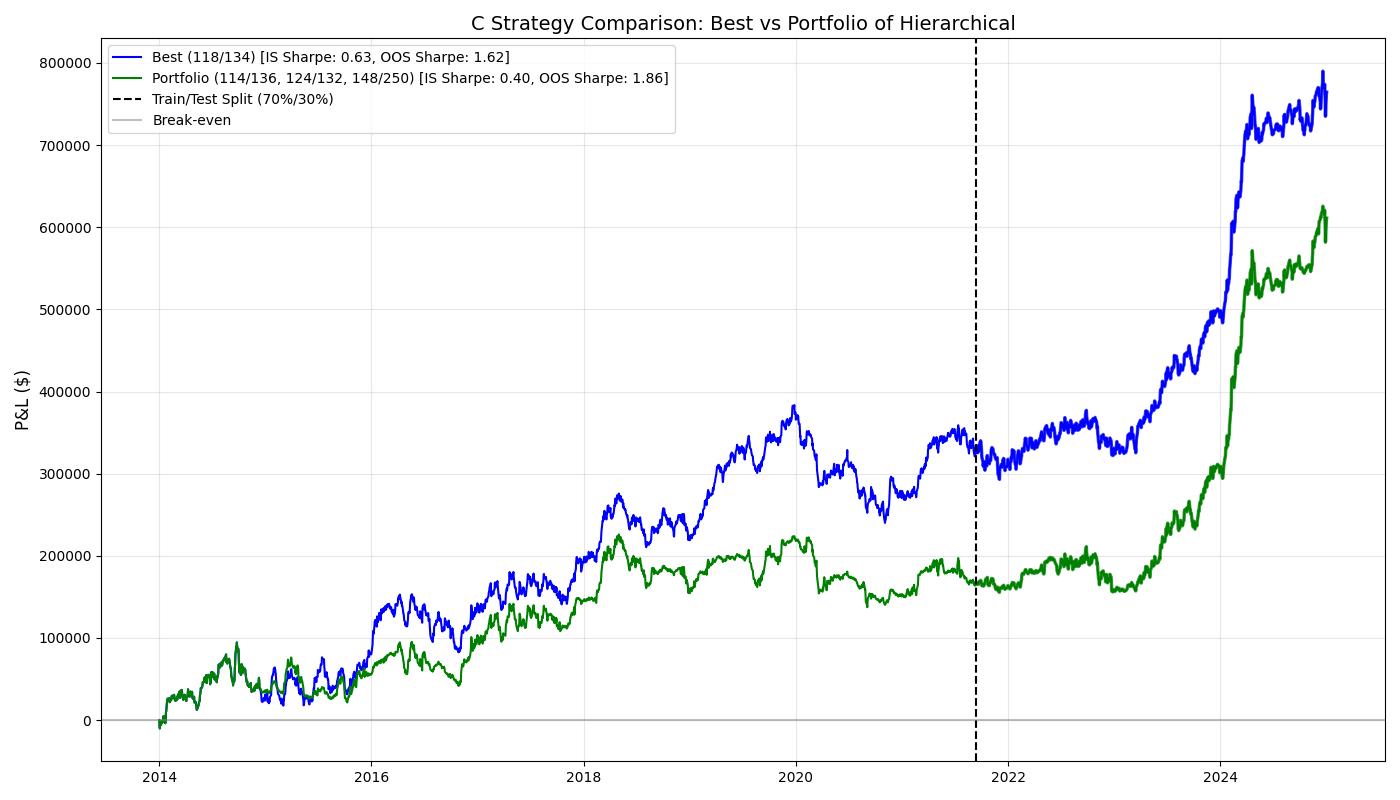 C Strategy Comparison: Best vs Portfolio of Hierarchical
Best (118/134) [IS Sharpe: 0.63, OOS Sharpe: 1.62]
Portfolio (114/136, 124/132, 148/250) [IS Sharpe: 0.40, OOS Sharpe: 1.86]
Train/Test Split (70%/30%)
Break-even
P&L ($)
800000
700000
600000
500000
400000
300000
200000
100000
0
2014 2016 2018 2020 2022 2024